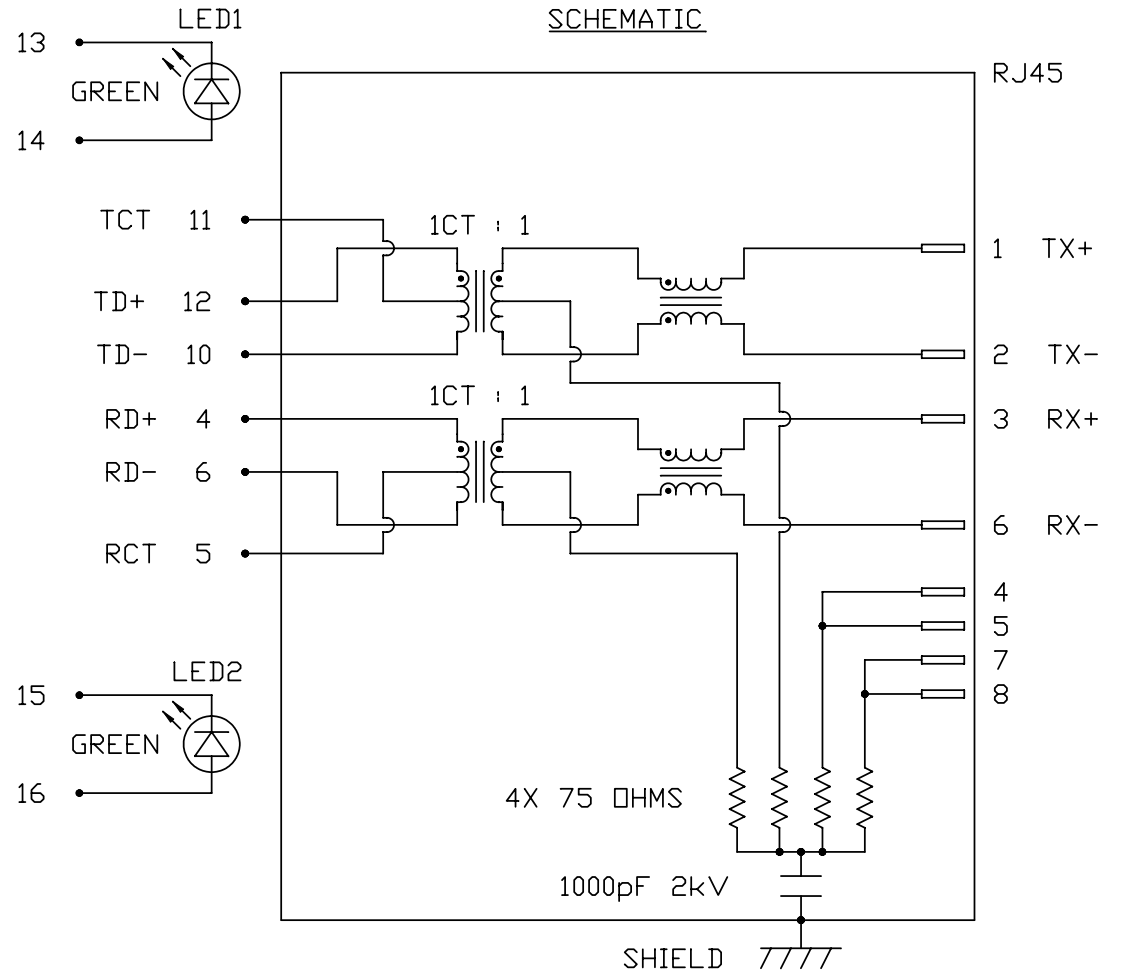 LED1
SCHEMATIC
13
GREEN
14
RJ45
TCT 11
1CT : 1
1 TX+
TD+ 12
TD- 10
2 TX-
1CT : 1
RD+ 4
3 RX+
RD- 6
6 RX-
RCT 5
4
5
7
8
LED2
15
GREEN
16
4X 75 OHMS
1000pF 2kV
SHIELD